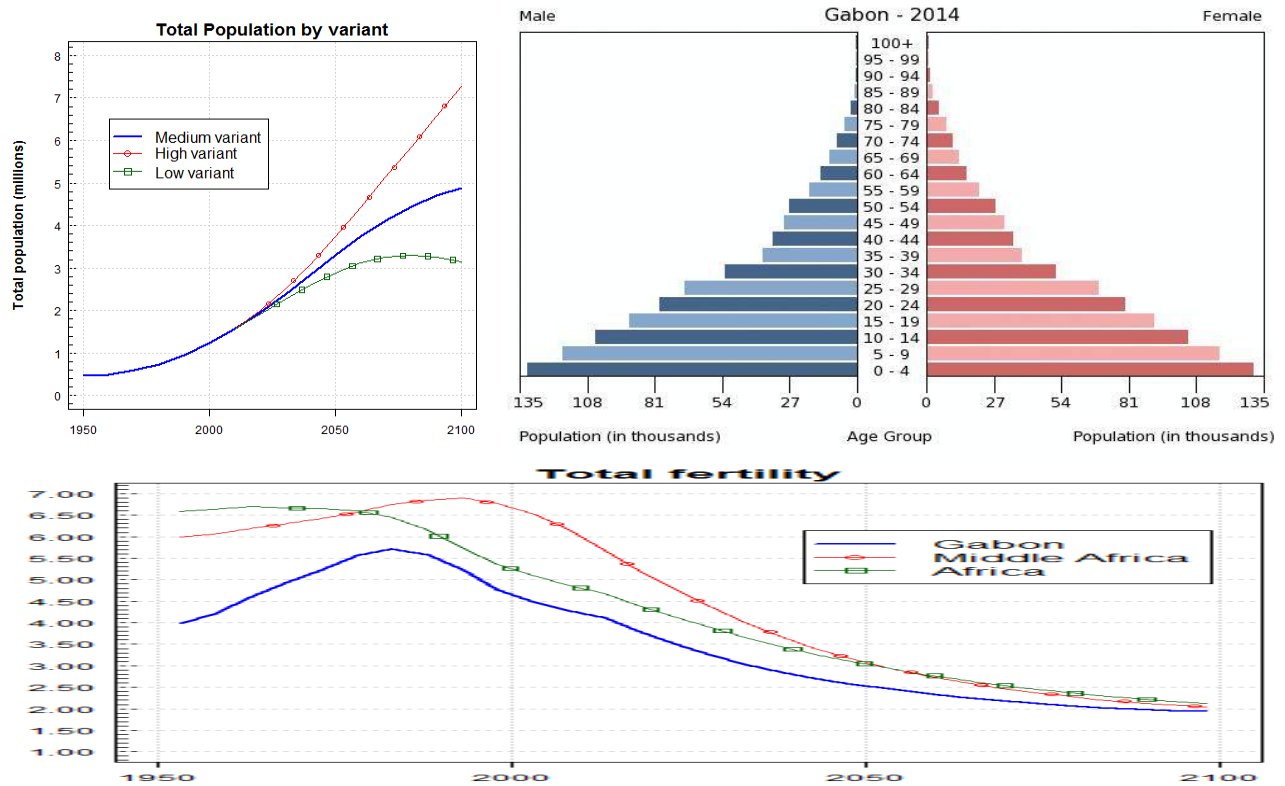 Total Population by variant
Total population (millions)
8
7
6
5
4
3
2
1
0
Medium variant
High variant
Low variant
1950
2000
2050
2100
Male
Gabon - 2014
Female
100+
95 - 99
90 - 94
85 - 89
80 - 84
75 - 79
70 - 74
65 - 69
60 - 64
55 - 59
50 - 54
45 - 49
40 - 44
35 - 39
30 - 34
25 - 29
20 - 24
15 - 19
10 - 14
5 - 9
0 - 4
135 108 81 54 27 0
0 27 54 81 108 135
Population (in thousands)
Age Group
Population (in thousands)
Total fertility
7.00
6.50
6.00
5.50
5.00
4.50
4.00
3.50
3.00
2.50
2.00
1.50
1.00
Gabon
Middle Africa
Africa
1950
2000
2050
2100